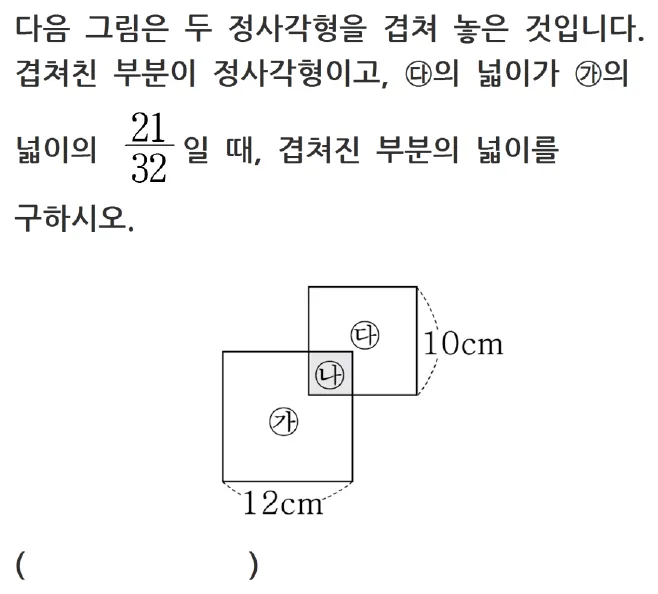 다음 그림은 두 정사각형을 겹쳐 놓은 것입니다.
겹쳐친 부분이 정사각형이고, ㉰의 넓이가 ㉮의
넓이의 21/32 일 때, 겹쳐진 부분의 넓이를
구하시오.
㉰
10cm
㉯
㉮
12cm
( )